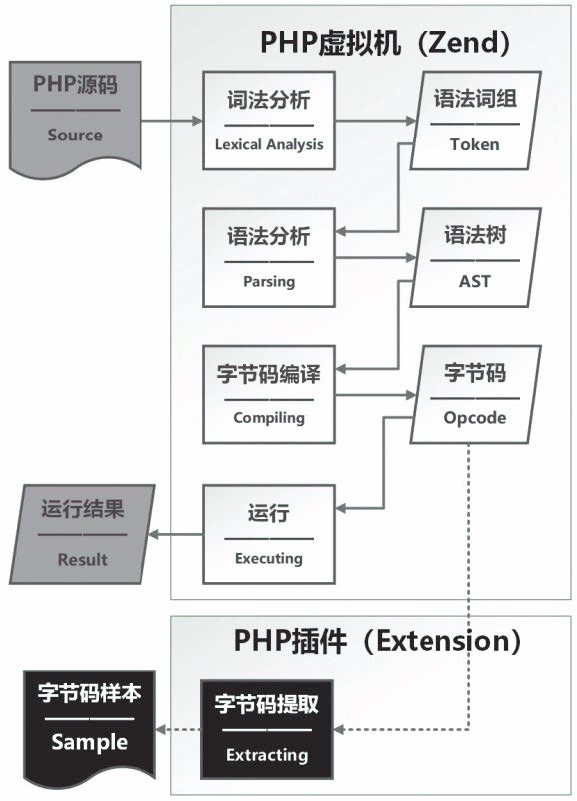 PHP虚拟机（Zend）
PHP源码
Source
词法分析
Lexical Analysis
语法词组
Token
语法分析
Parsing
语法树
AST
字节码编译
Compiling
字节码
Opcode
运行
Executing
运行结果
Result
PHP插件（Extension）
字节码提取
Extracting
字节码样本
Sample